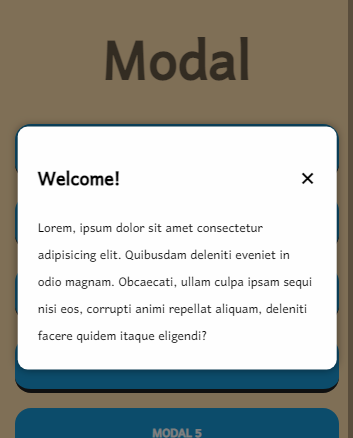 Modal
Welcome! ✕
Lorem, ipsum dolor sit amet consectetur
adipisicing elit. Quibusdam deleniti eveniet in
odio magnam. Obcaecati, ullam culpa ipsam sequi
nisi eos, corrupti animi repellat aliquam, deleniti
facere quidem itaque eligendi?
MODAL 5